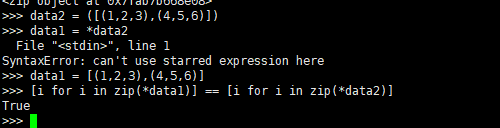 <zip object at 0x7fab7b668e08>
>>> data2 = ([(1,2,3),(4,5,6)])
>>> data1 = *data2
  File "<stdin>", line 1
SyntaxError: can't use starred expression here
>>> data1 = [(1,2,3),(4,5,6)]
>>> [i for i in zip(*data1)] == [i for i in zip(*data2)]
True
>>>